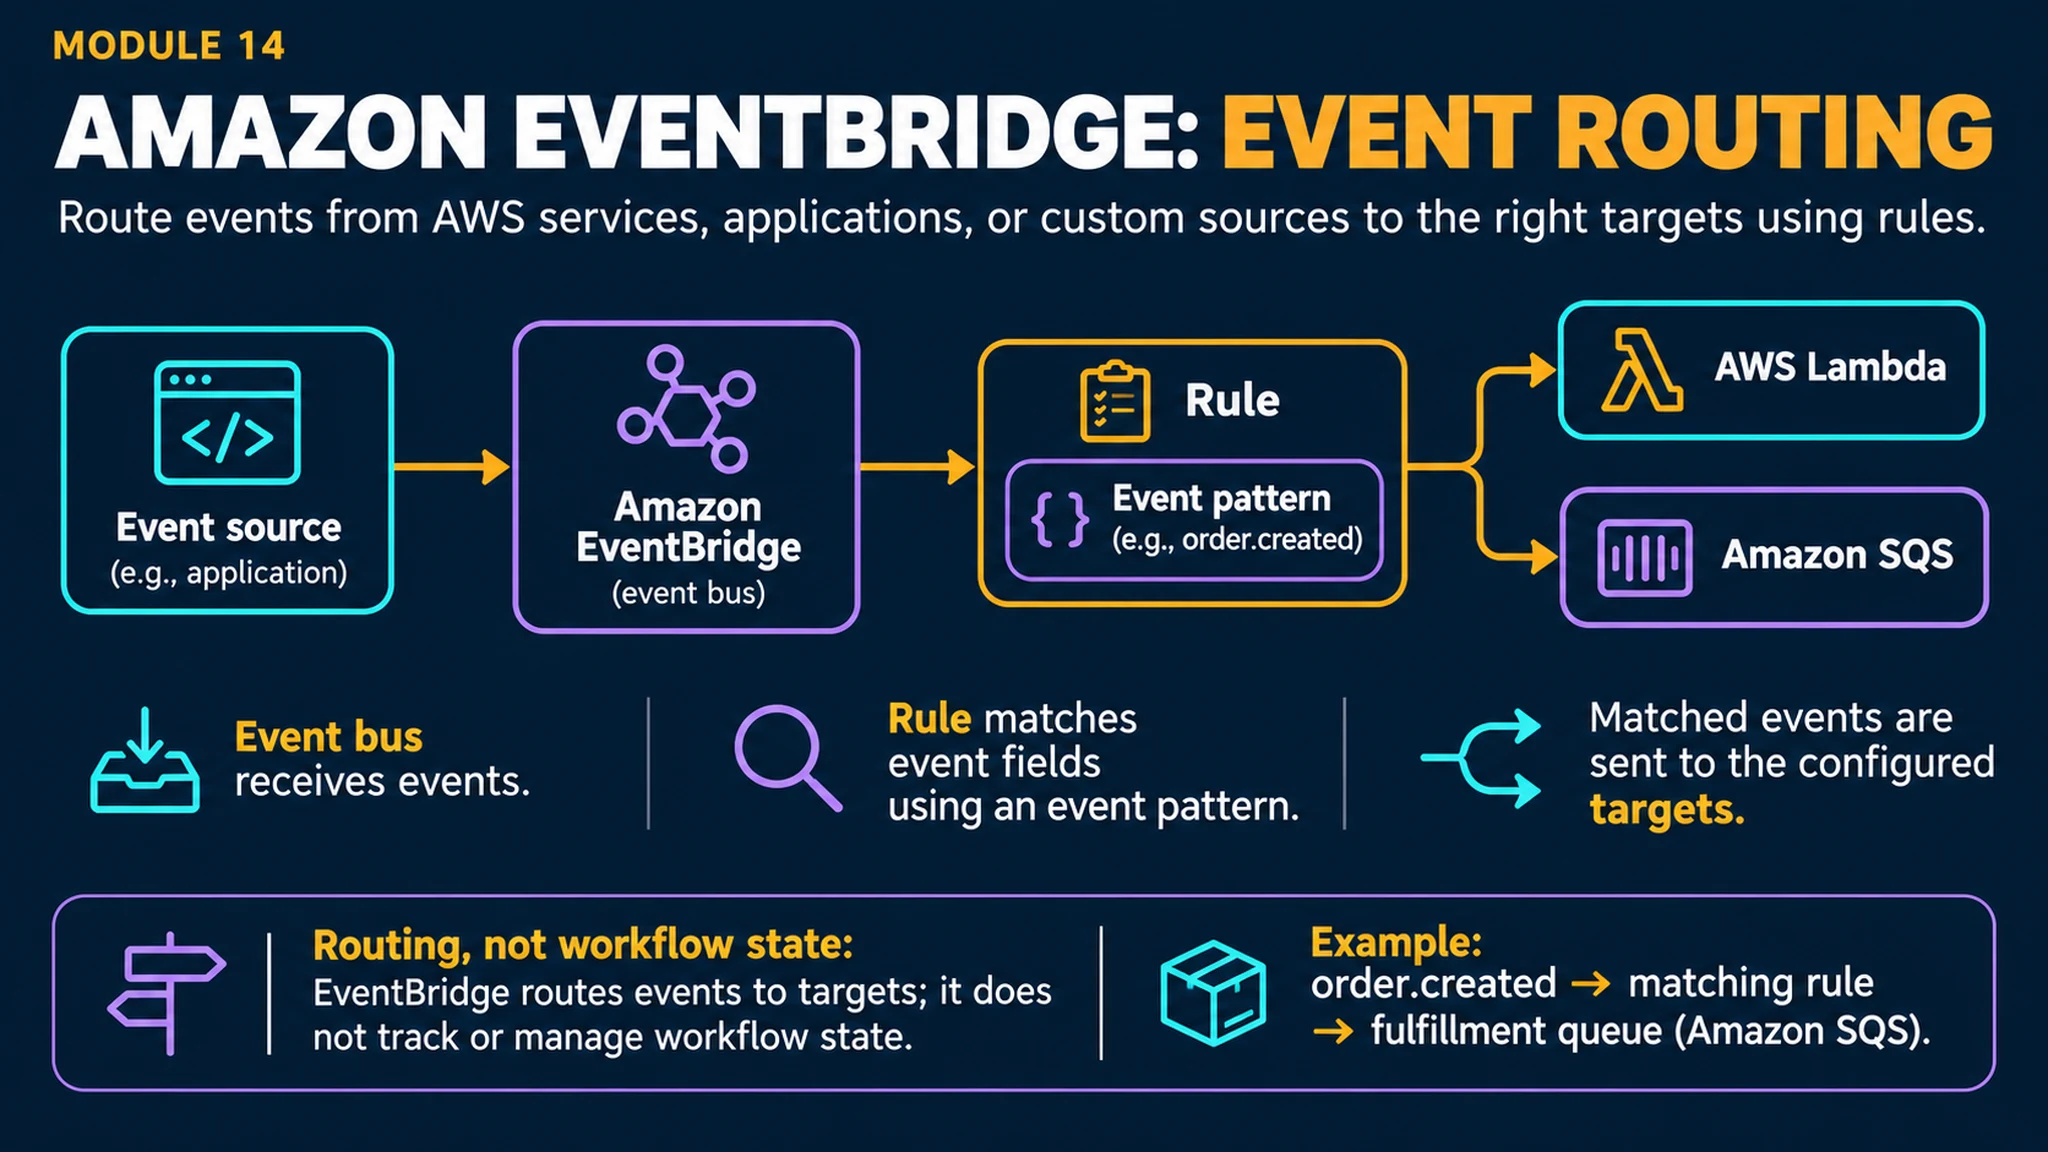 MODULE 14
AMAZON EVENTBRIDGE: EVENT ROUTING
Route events from AWS services, applications, or custom sources to the right targets using rules.
</>
Event source
(e.g., application)
Amazon
EventBridge
(event bus)
Rule
{}
Event pattern
(e.g., order.created)
AWS Lambda
Amazon SQS
Event bus
receives events.
Rule matches
event fields
using an event pattern.
Matched events are
sent to the configured
targets.
Routing, not workflow state:
EventBridge routes events to targets; it does
not track or manage workflow state.
Example:
order.created → matching rule
→ fulfillment queue (Amazon SQS).